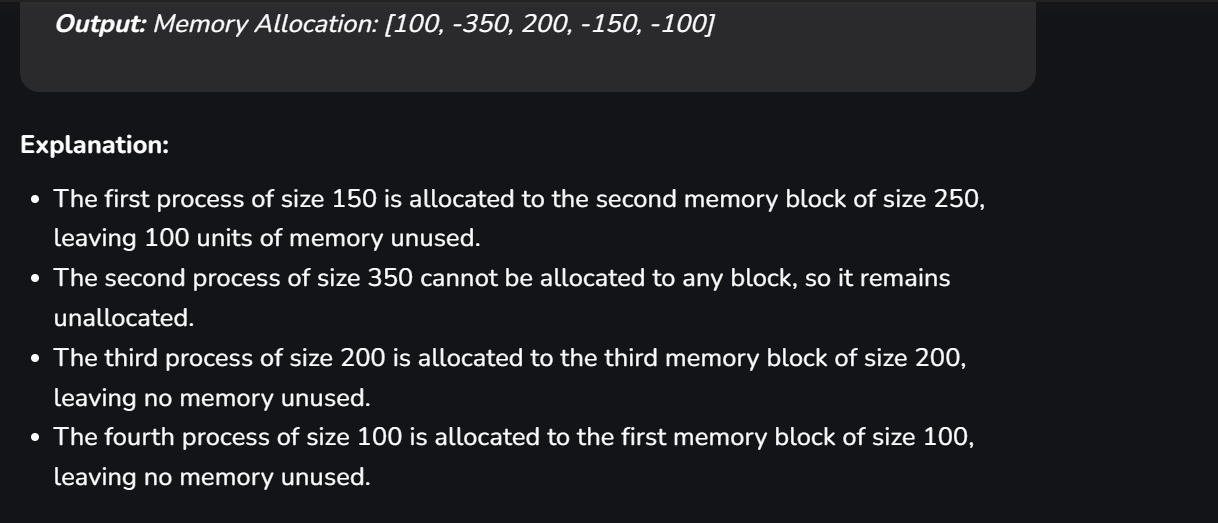 Output: Memory Allocation: [100, -350, 200, -150, -100]
Explanation:
• The first process of size 150 is allocated to the second memory block of size 250,
leaving 100 units of memory unused.
• The second process of size 350 cannot be allocated to any block, so it remains
unallocated.
• The third process of size 200 is allocated to the third memory block of size 200,
leaving no memory unused.
• The fourth process of size 100 is allocated to the first memory block of size 100,
leaving no memory unused.